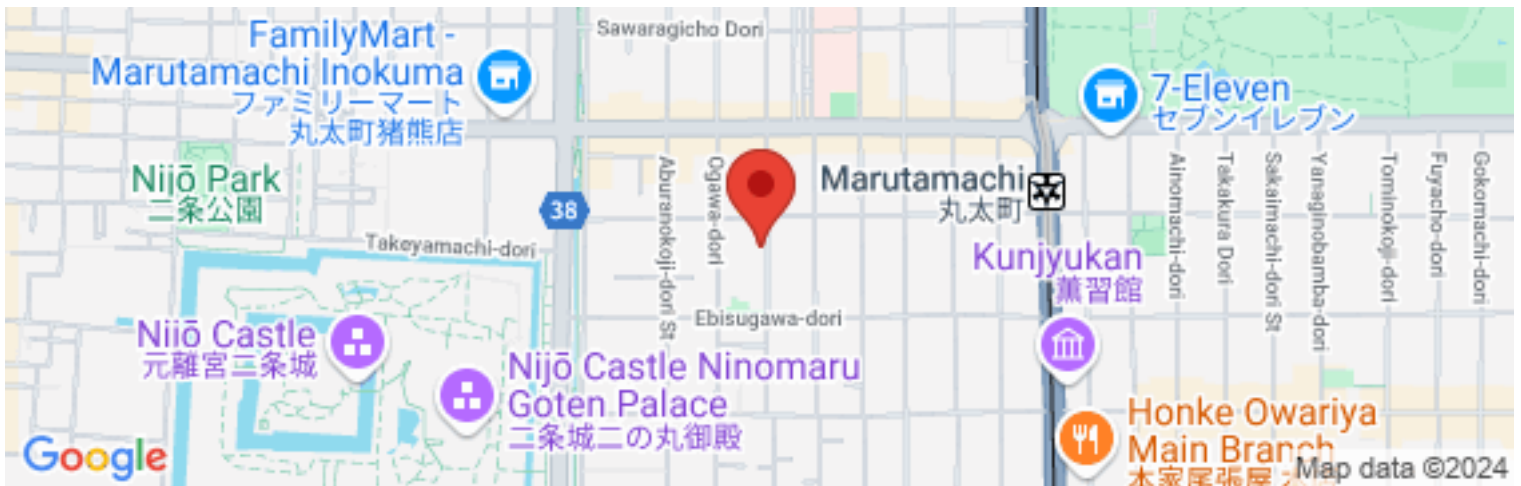 FamilyMart -
Marutamachi Inokuma
ファミリーマート
丸太町猪熊店
Sawaragicho Dori
7-Eleven
セブンイレブン
Nijō Park
二条公園
38
Aburanokoji-dori St
Ogawa-dori
Marutamachi
丸太町
Ainomachi-dori
Takakura Dori
Sakaimachi-dori St
Yanaginobamba-dori
Tominokoji-dori
Fuyacho-dori
Gokomachi-dori
Takeyamachi-dori
Kunjyukan
薫習館
Ebisugawa-dori
Nijō Castle
元離宮二条城
Nijō Castle Ninomaru
Goten Palace
二条城二の丸御殿
Honke Owariya
Main Branch
本家尾張屋
Google
Map data ©2024